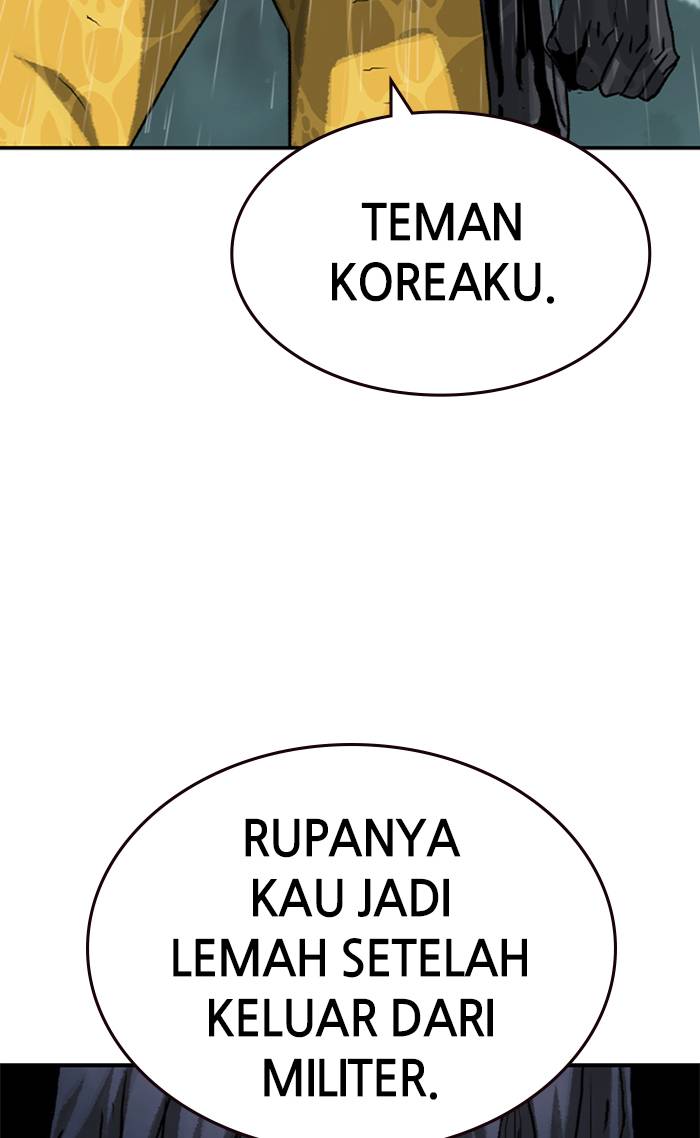 TEMAN
KOREAKU.
RUPANYA
KAU JADI
LEMAH SETELAH
KELUAR DARI
MILITER.